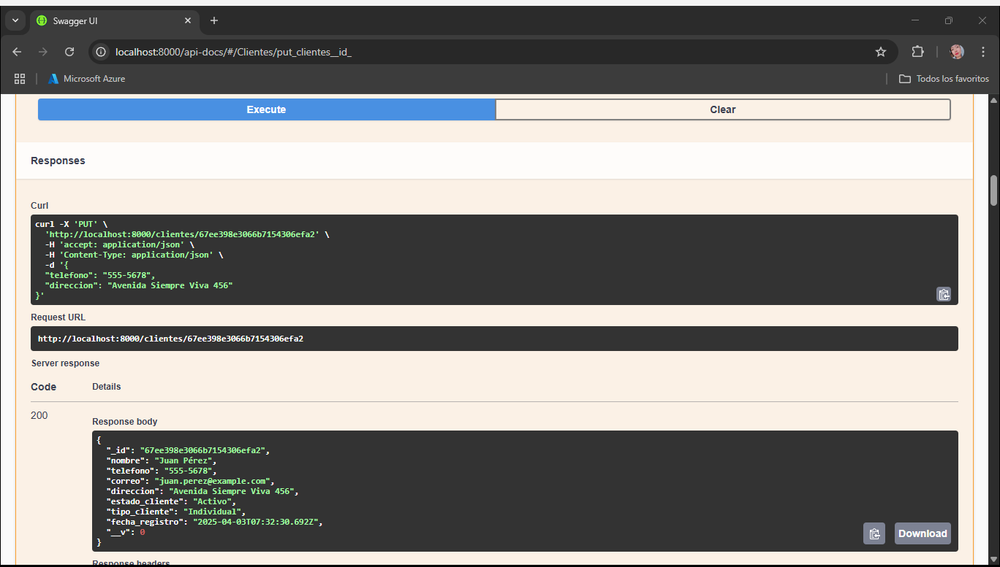 Swagger UI
localhost:8000/api-docs/#/Clientes/put_clientes__id_
Microsoft Azure
Todos los favoritos
Execute
Clear
Responses
Curl
curl -X 'PUT' \
'http://localhost:8000/clientes/67ee398e3066b7154306efa2' \
-H 'accept: application/json' \
-H 'Content-Type: application/json' \
-d '{
"telefono": "555-5678",
"direccion": "Avenida Siempre Viva 456"
}'
Request URL
http://localhost:8000/clientes/67ee398e3066b7154306efa2
Server response
Code Details
200
Response body
{
"_id": "67ee398e3066b7154306efa2",
"nombre": "Juan Pérez",
"telefono": "555-5678",
"correo": "juan.perez@example.com",
"direccion": "Avenida Siempre Viva 456",
"estado_cliente": "Activo",
"tipo_cliente": "Individual",
"fecha_registro": "2025-04-03T07:32:30.692Z",
"__v": 0
}
Download
Response headers